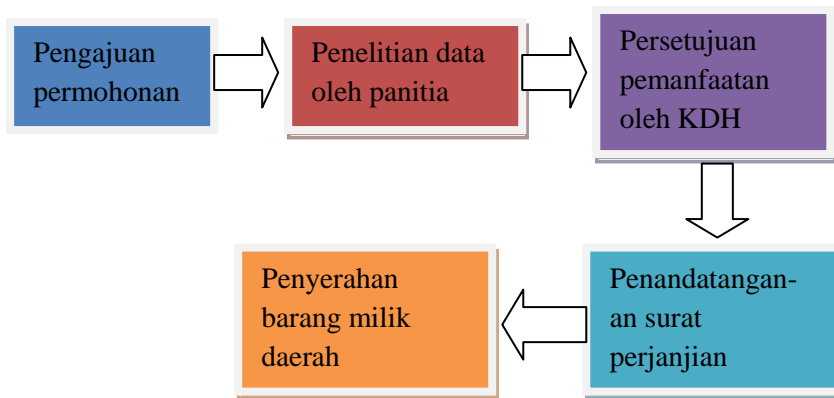 Pengajuan
permohonan
Penelitian data
oleh panitia
Persetujuan
pemanfaatan
oleh KDH
Penandatangan-
an surat
perjanjian
Penyerahan
barang milik
daerah